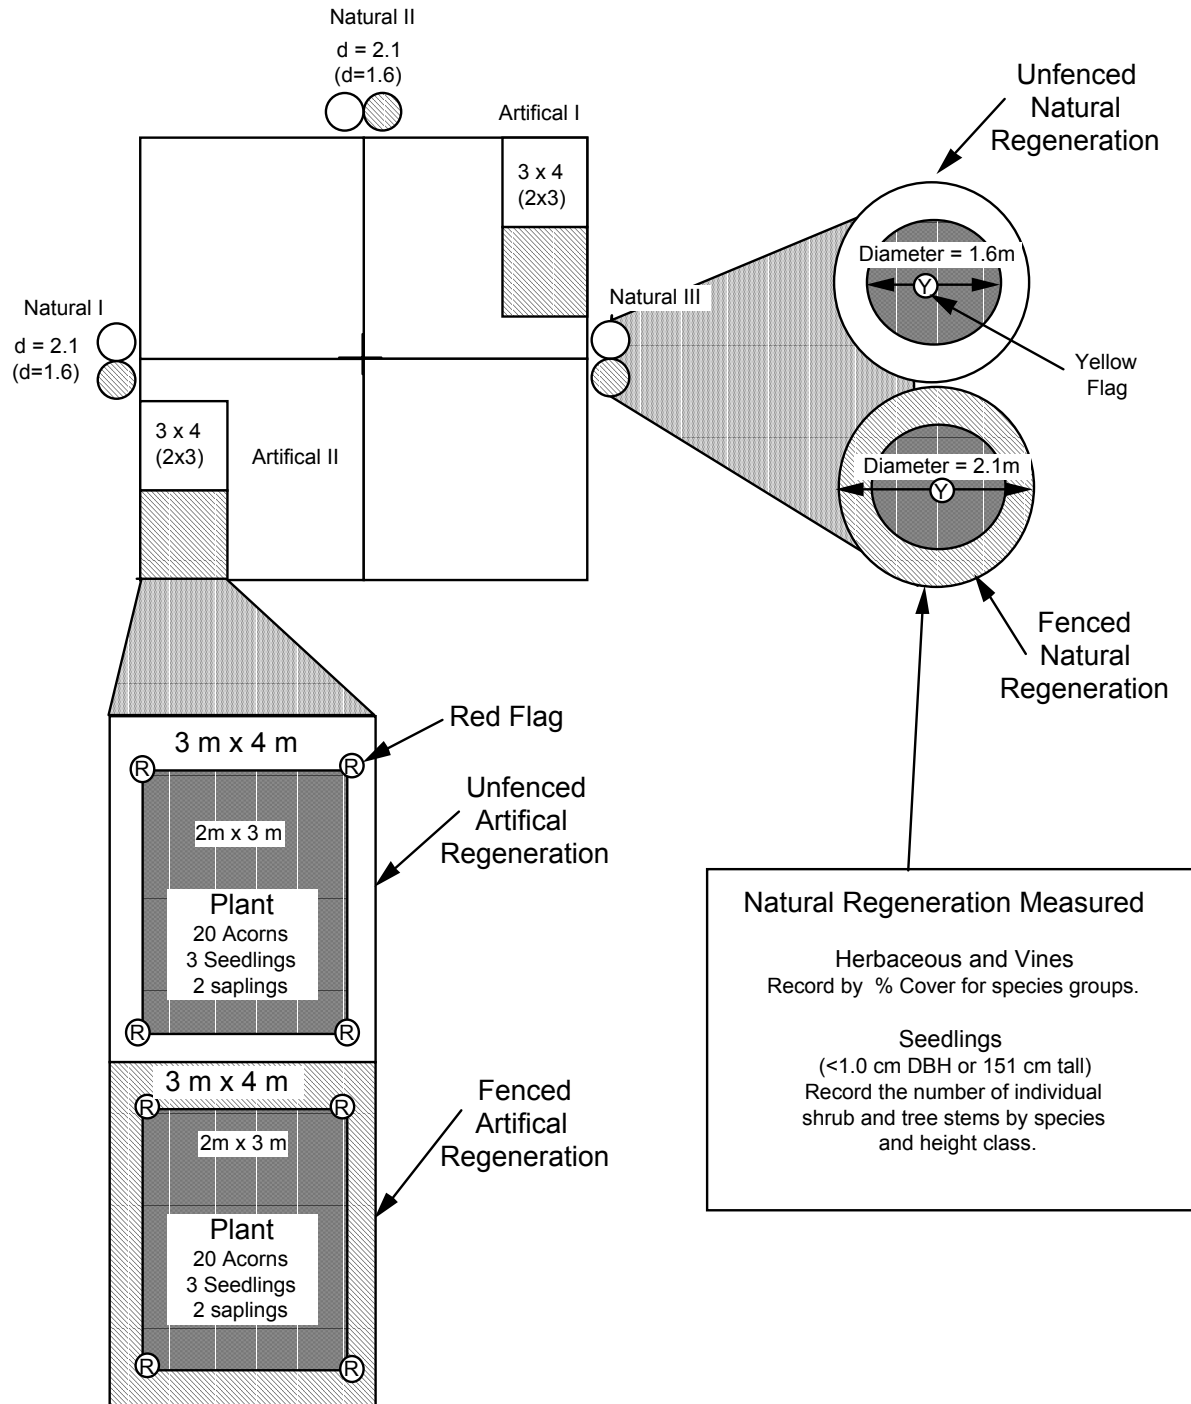 Natural II
d = 2.1
(d=1.6)
Artifical I
3 x 4
(2x3)
Unfenced
Natural
Regeneration
Diameter = 1.6m
Y
Natural III
Natural I
d = 2.1
(d=1.6)
Yellow
Flag
3 x 4
(2x3)
Artifical II
Diameter = 2.1m
Y
Fenced
Natural
Regeneration
Red Flag
3 m x 4 m
R
R
Unfenced
Artifical
Regeneration
2m x 3 m
Plant
20 Acorns
3 Seedlings
2 saplings
R
R
3 m x 4 m
R
R
Fenced
Artifical
Regeneration
2m x 3 m
Plant
20 Acorns
3 Seedlings
2 saplings
R
R
Natural Regeneration Measured
Herbaceous and Vines
Record by % Cover for species groups.
Seedlings
(<1.0 cm DBH or 151 cm tall)
Record the number of individual
shrub and tree stems by species
and height class.